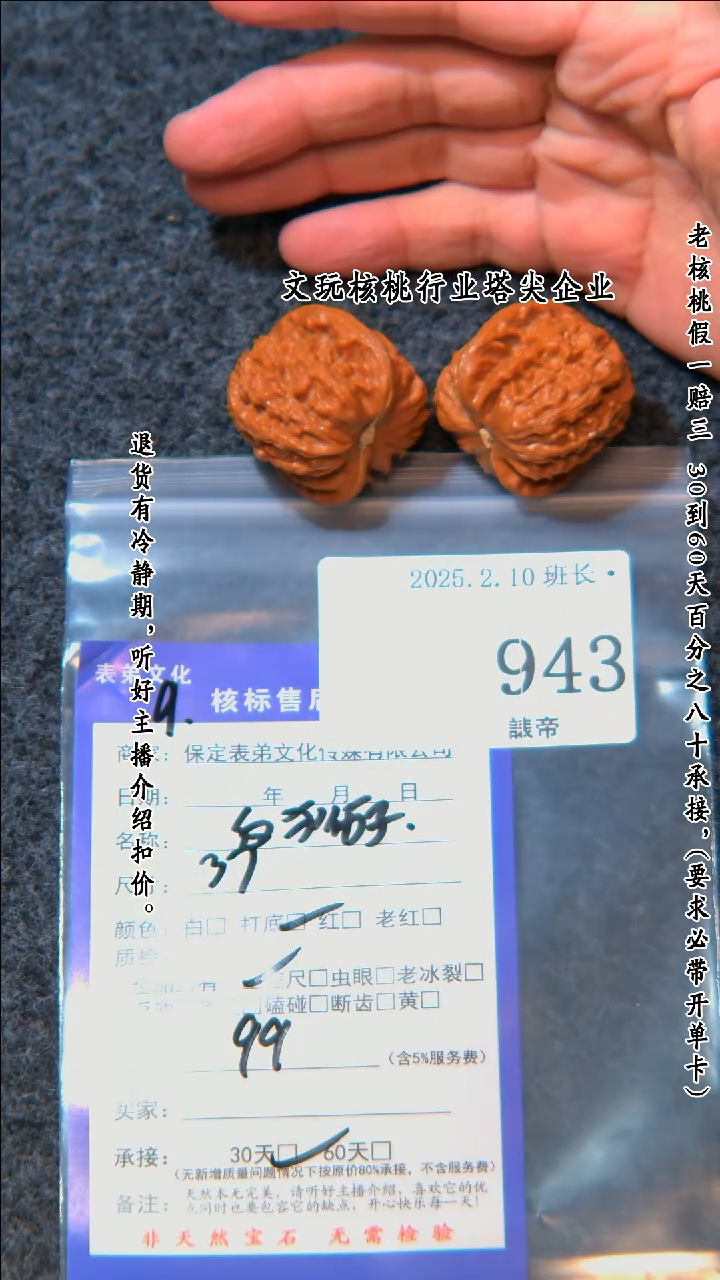 文玩核桃行业塔尖企业
老核桃假一赔三 30到60天百分之八十承接，（要求必带开单卡）
退货有冷静期，听好主播介绍扣价。
2025.2.10 班长·
943
表弟文化
核标售后
9.
商家：保定表弟文化传媒有限公司
日期： 年 月 日
名称：
尺
颜色：白□ 打底□ 红□ 老红□
质检
尺□虫眼□老冰裂□
□磕碰□断齿□黄□
99
（含5%服务费）
买家：
承接： 30天□ 60天□
（无新增质量问题情况下按原价80%承接，不含服务费）
备注：天然本无完美，请听好主播介绍，喜欢它的优
点同时也要包容它的缺点，开心快乐每一天！
非天然宝石 无需检验